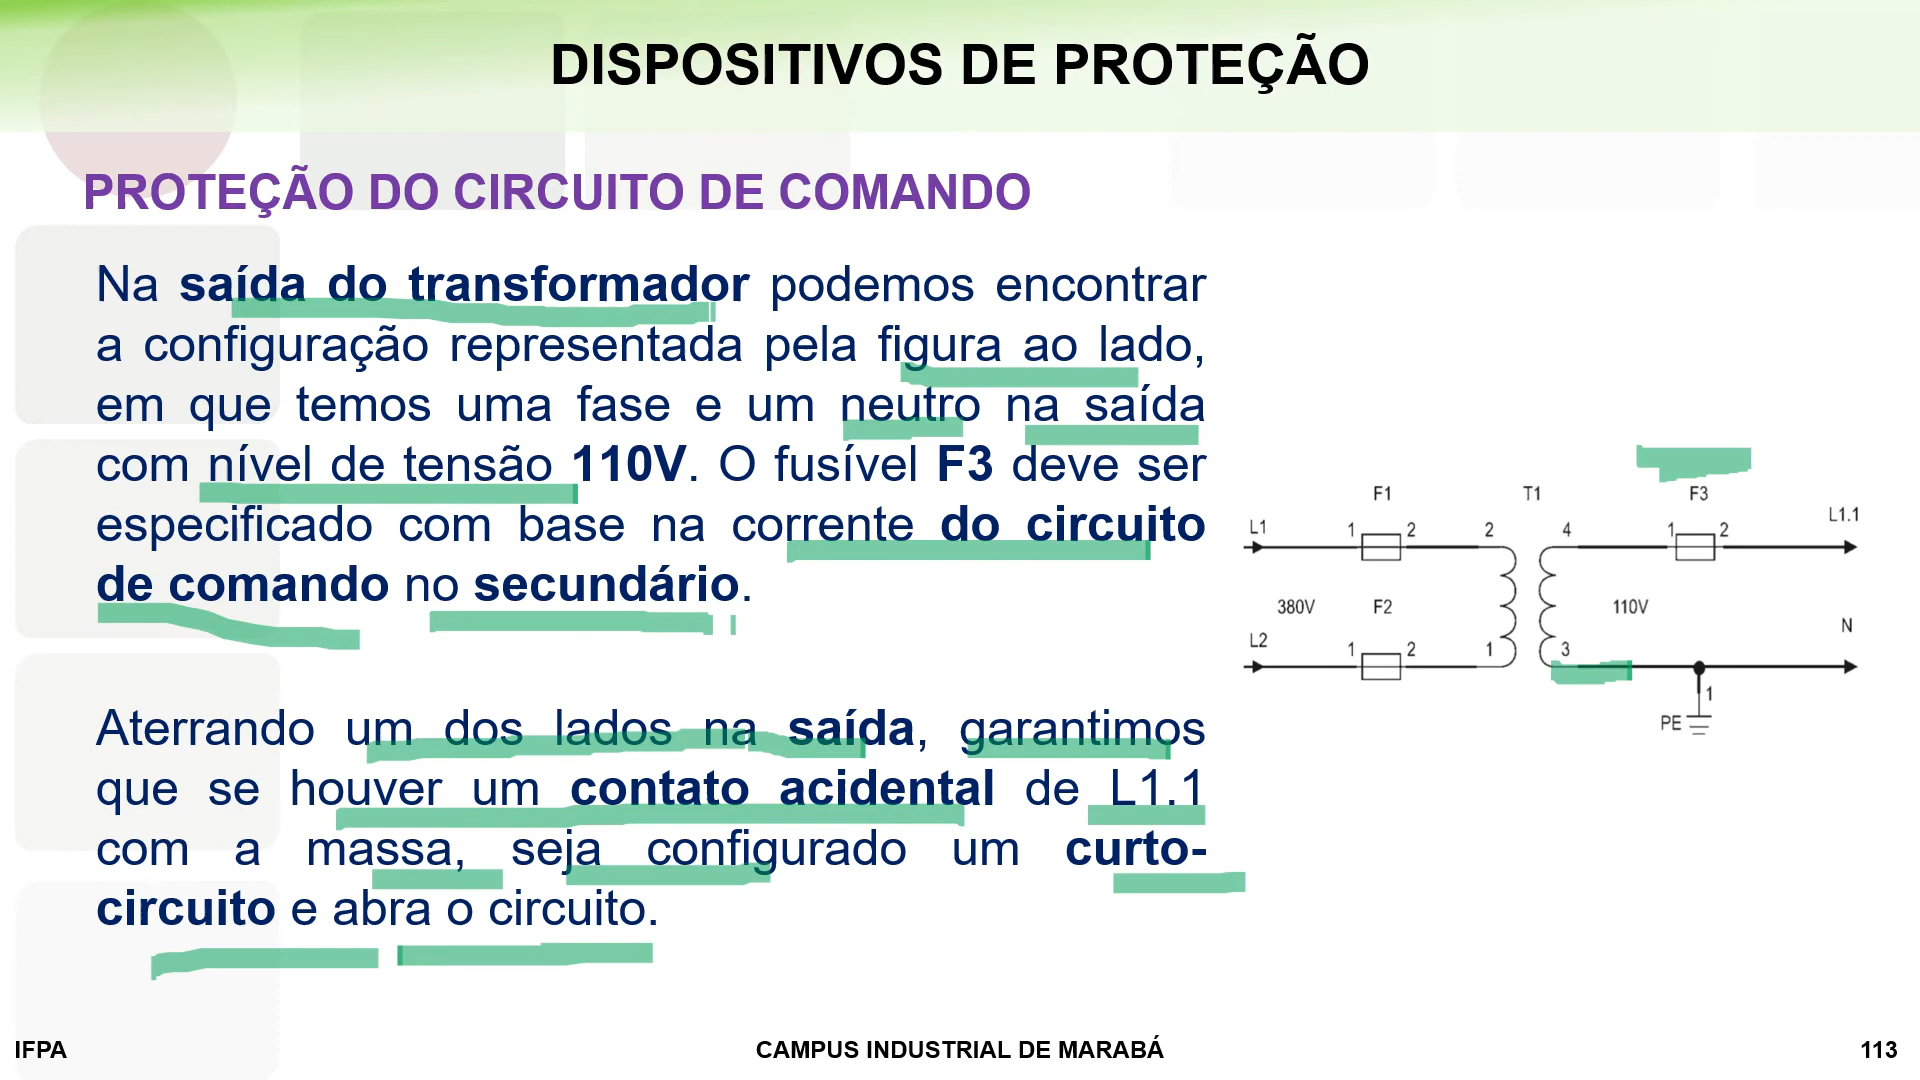 DISPOSITIVOS DE PROTEÇÃO
PROTEÇÃO DO CIRCUITO DE COMANDO
Na saída do transformador podemos encontrar
a configuração representada pela figura ao lado,
em que temos uma fase e um neutro na saída
com nível de tensão 110V. O fusível F3 deve ser
especificado com base na corrente do circuito
de comando no secundário.
Aterrando um dos lados na saída, garantimos
que se houver um contato acidental de L1.1
com a massa, seja configurado um curto-
circuito e abra o circuito.
F1 T1 F3
L1 1 2 2 4 1 2 L1.1
380V F2 110V N
L2 1 2 1 3
1
PE
IFPA CAMPUS INDUSTRIAL DE MARABÁ 113